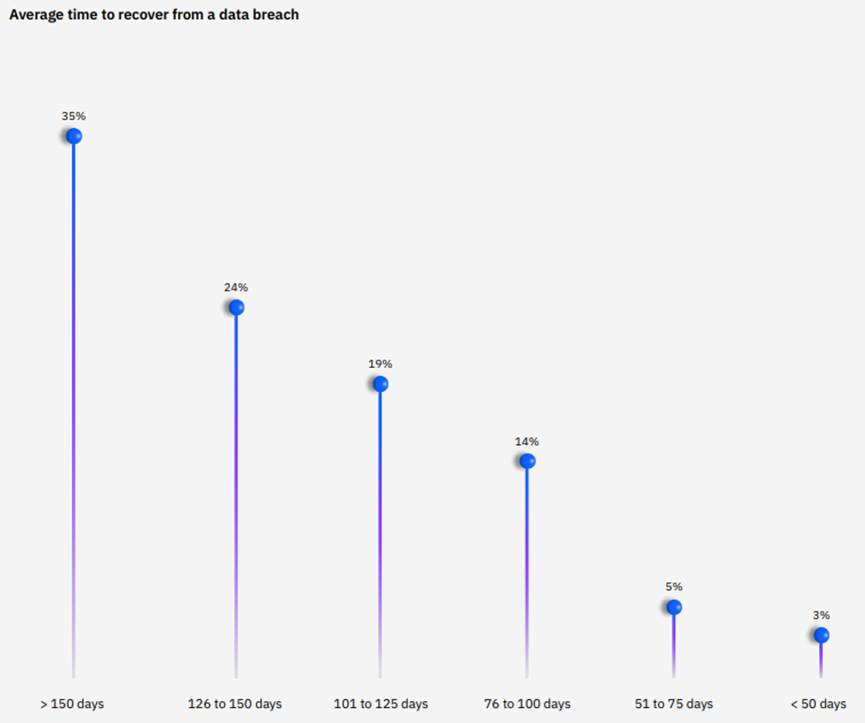 Average time to recover from a data breach
35%
24%
19%
14%
5%
3%
> 150 days
126 to 150 days
101 to 125 days
76 to 100 days
51 to 75 days
< 50 days